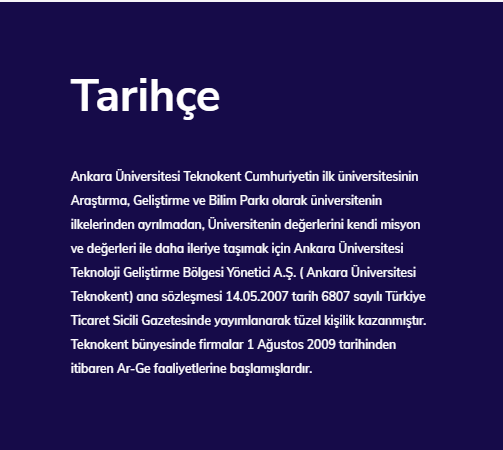 Tarihçe
Ankara Üniversitesi Teknokent Cumhuriyetin ilk üniversitesinin
Araştırma, Geliştirme ve Bilim Parkı olarak üniversitenin
ilkelerinden ayrılmadan, Üniversitenin değerlerini kendi misyon
ve değerleri ile daha ileriye taşımak için Ankara Üniversitesi
Teknoloji Geliştirme Bölgesi Yönetici A.Ş. ( Ankara Üniversitesi
Teknokent) ana sözleşmesi 14.05.2007 tarih 6807 sayılı Türkiye
Ticaret Sicili Gazetesinde yayımlanarak tüzel kişilik kazanmıştır.
Teknokent bünyesinde firmalar 1 Ağustos 2009 tarihinden
itibaren Ar-Ge faaliyetlerine başlamışlardır.